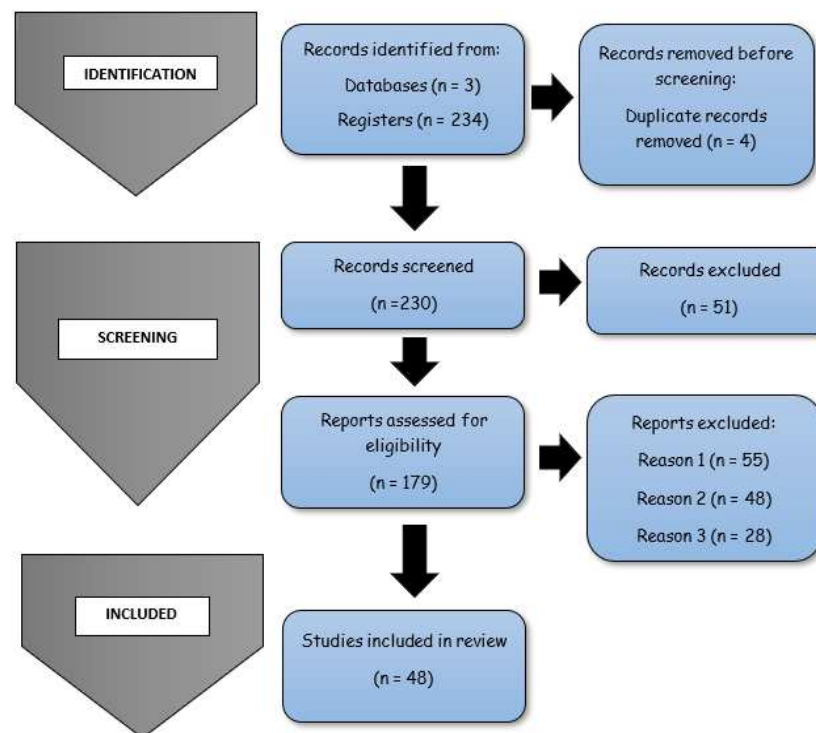 IDENTIFICATION
Records identified from:
Databases (n = 3)
Registers (n = 234)
Records removed before
screening:
Duplicate records
removed (n = 4)
SCREENING
Records screened
(n =230)
Records excluded
(n = 51)
Reports assessed for
eligibility
(n = 179)
Reports excluded:
Reason 1 (n = 55)
Reason 2 (n = 48)
Reason 3 (n = 28)
INCLUDED
Studies included in review
(n = 48)